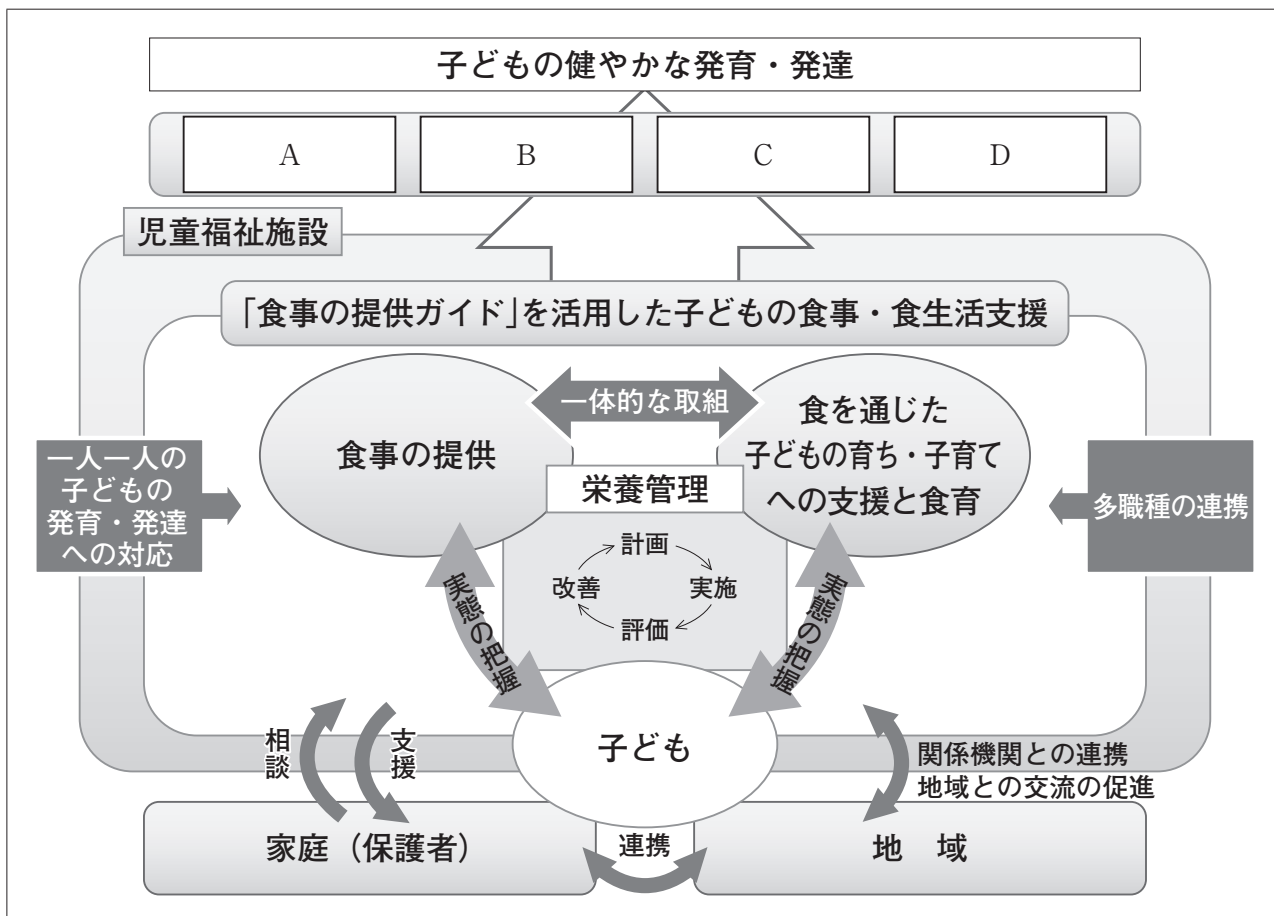 子どもの健やかな発育・発達
A
B
C
D
児童福祉施設
「食事の提供ガイド」を活用した子どもの食事・食生活支援
一体的な取組
食事の提供
食を通じた
子どもの育ち・子育て
への支援と食育
一人一人の
子どもの
発育・発達
への対応
栄養管理
多職種の連携
計画
改善
実施
評価
実態の把握
実態の把握
相談
支援
子ども
関係機関との連携
地域との交流の促進
家庭（保護者）
連携
地　域